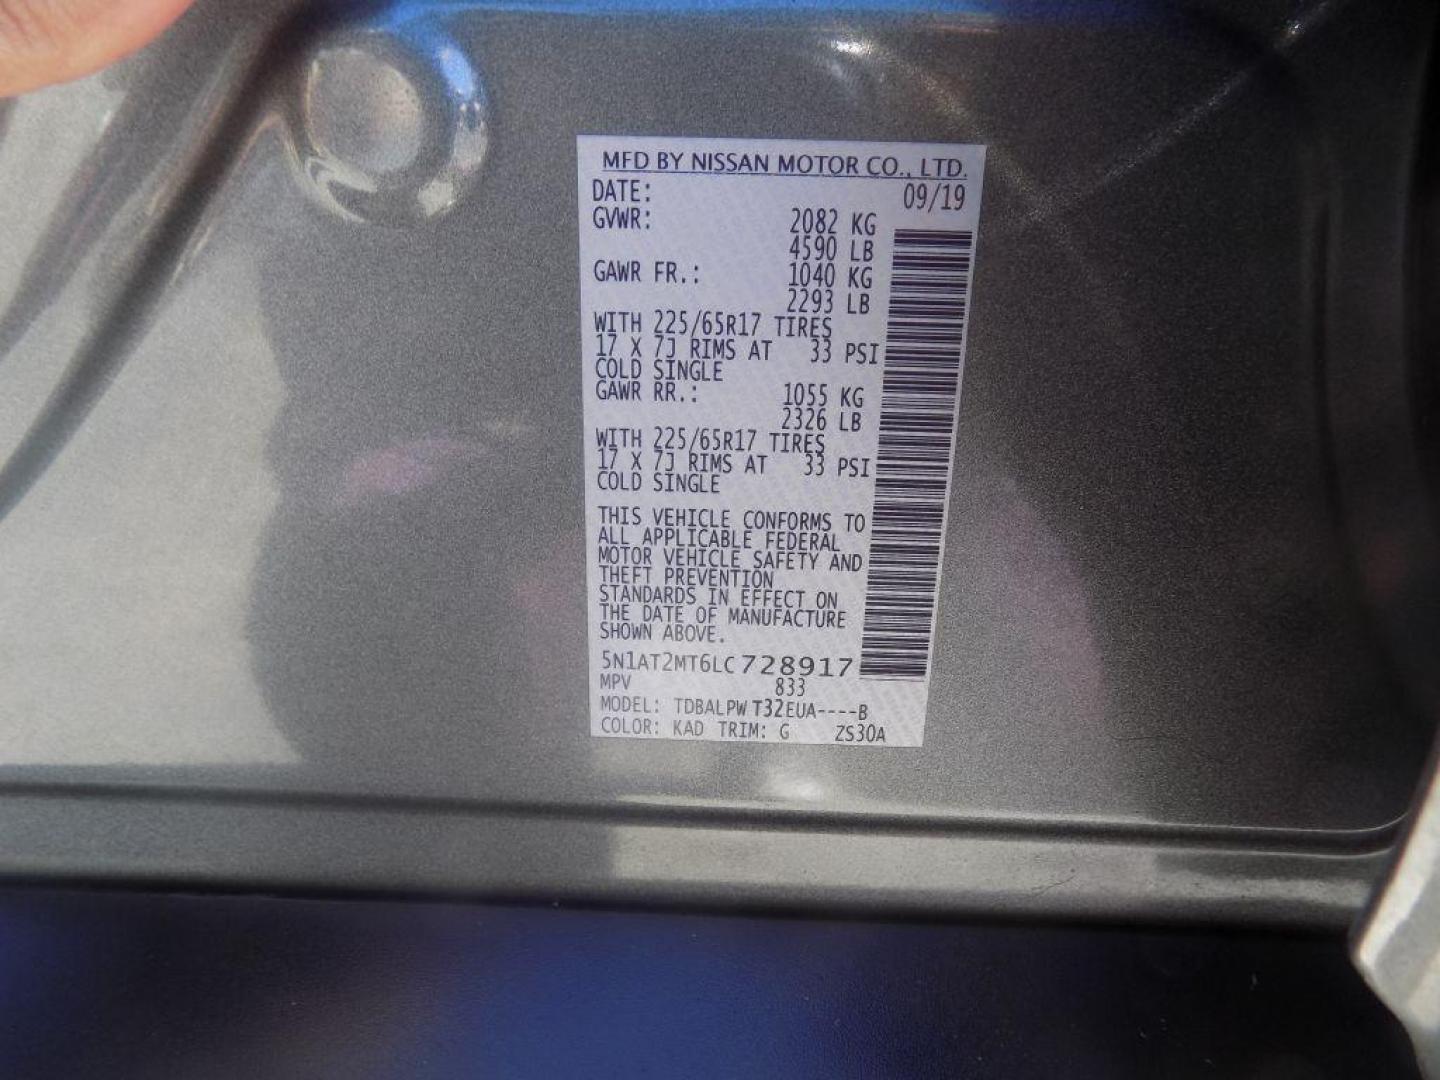 MFD BY NISSAN MOTOR CO., LTD.
DATE: 09/19
GVWR: 2082 KG
4590 LB
GAWR FR.: 1040 KG
2293 LB
WITH 225/65R17 TIRES
17 X 7J RIMS AT 33 PSI
COLD SINGLE
GAWR RR.: 1055 KG
2326 LB
WITH 225/65R17 TIRES
17 X 7J RIMS AT 33 PSI
COLD SINGLE
THIS VEHICLE CONFORMS TO
ALL APPLICABLE FEDERAL
MOTOR VEHICLE SAFETY AND
THEFT PREVENTION
STANDARDS IN EFFECT ON
THE DATE OF MANUFACTURE
SHOWN ABOVE.
5N1AT2MT6LC728917
MPV 833
MODEL: TDBALPW T32EUA----B
COLOR: KAD TRIM: G ZS30A